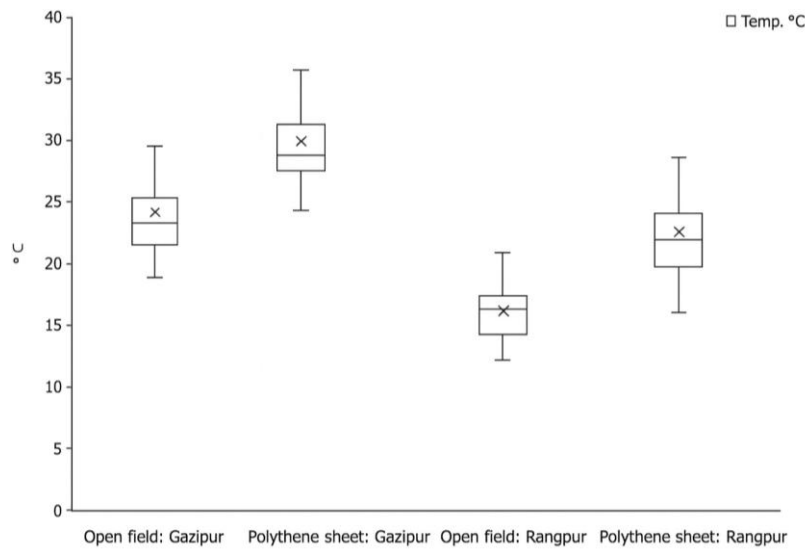 40
Temp. °C
35
30
25
20
15
10
5
0
°C
Open field: Gazipur
Polythene sheet: Gazipur
Open field: Rangpur
Polythene sheet: Rangpur